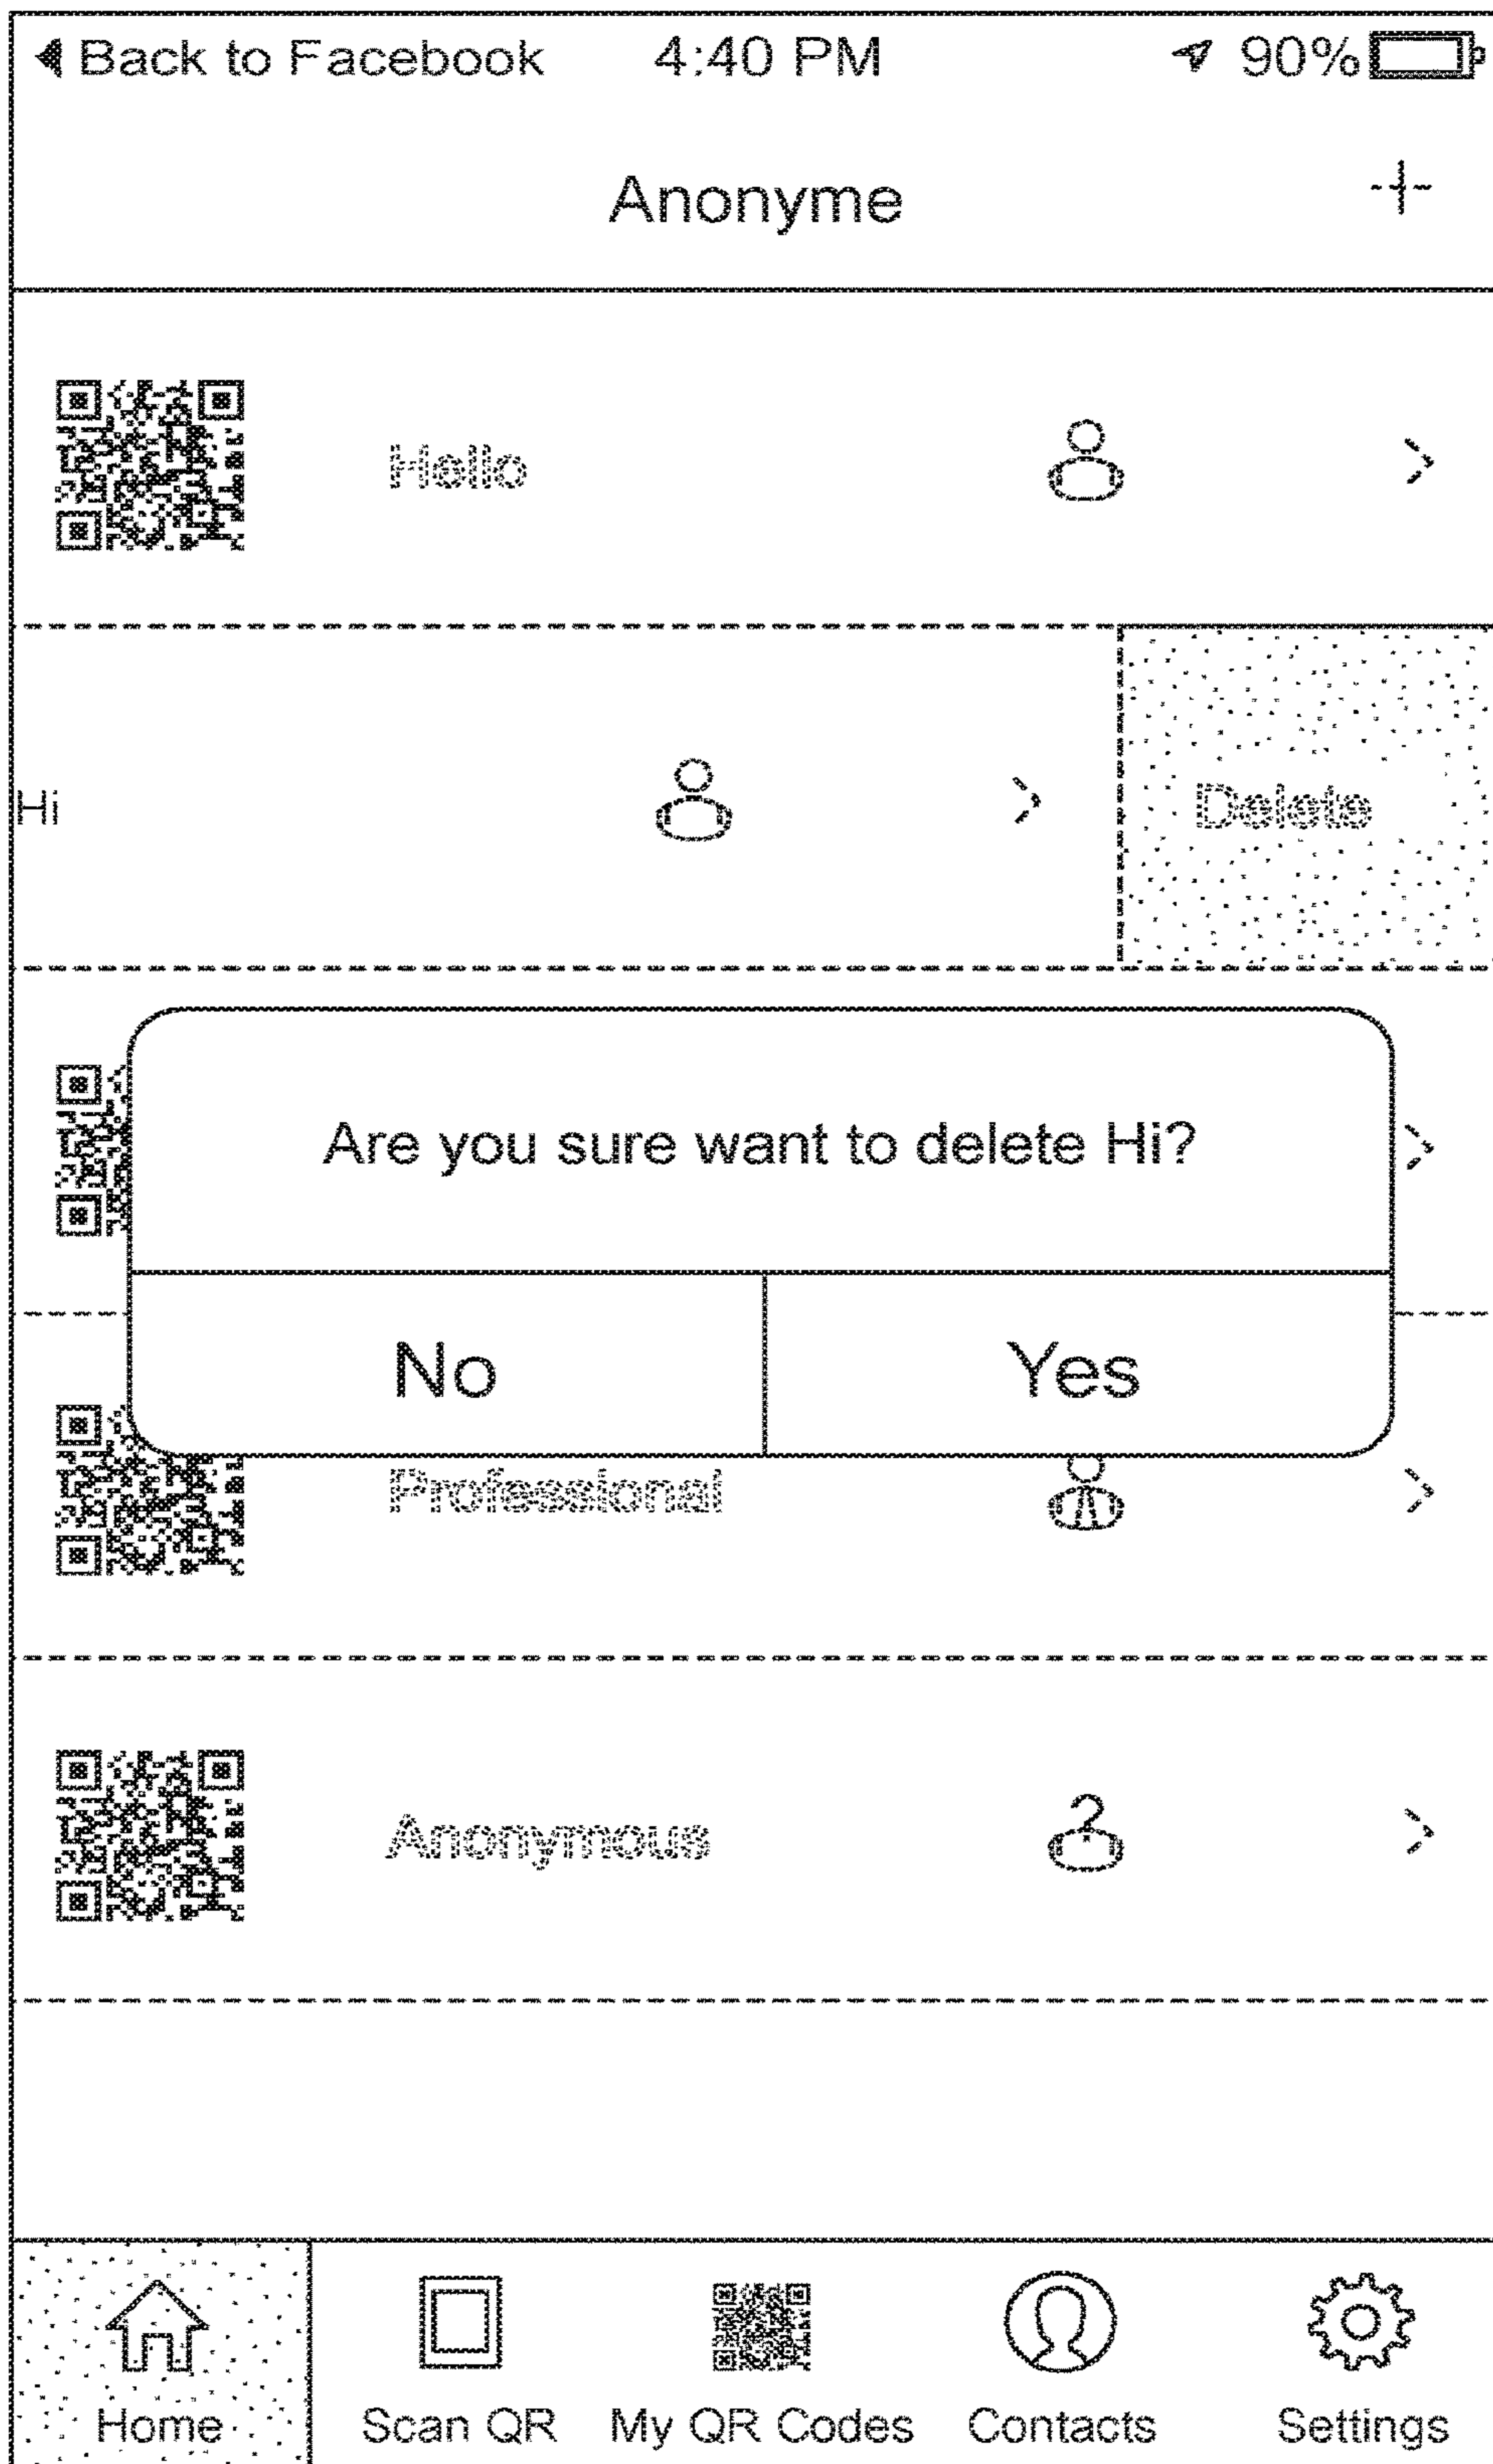 Back to Facebook 4:40 PM 90%
Anonyme
Hello
Hi Delete
Are you sure want to delete Hi?
No Yes
Professional
Anonymous
Home Scan QR My QR Codes Contacts Settings